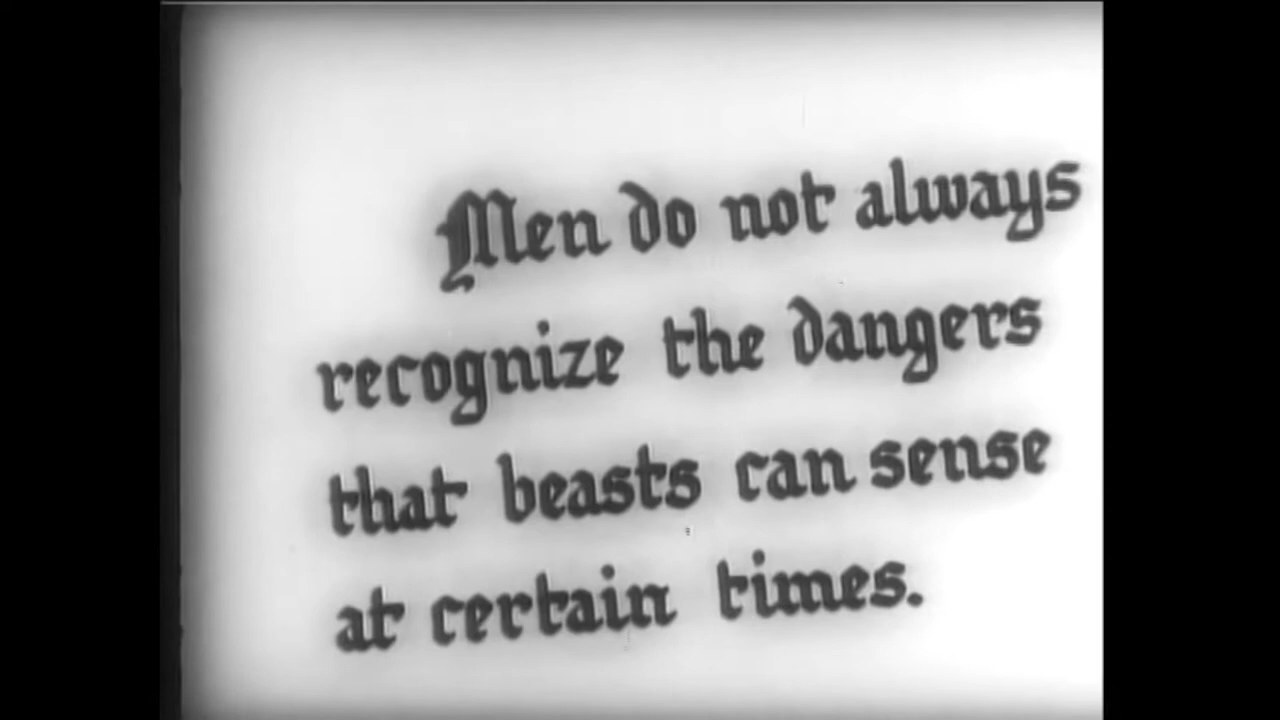 Men do not always
recognize the dangers
that beasts can sense
at certain times.